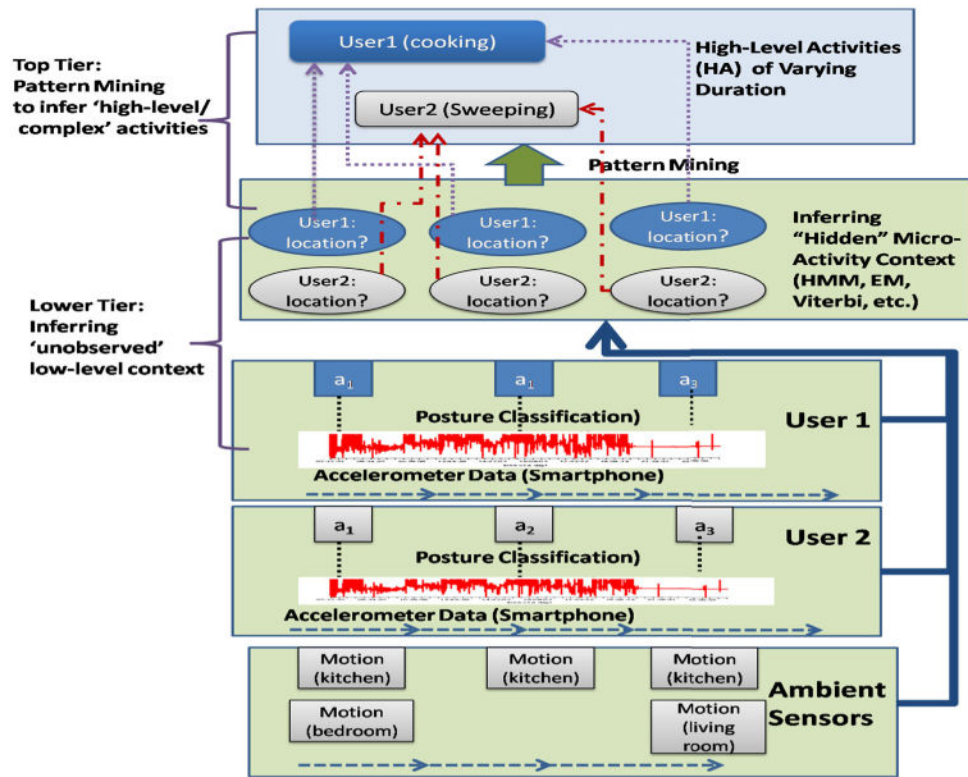 User1 (cooking)
High-Level Activities
(HA) of Varying
Duration
Top Tier:
Pattern Mining
to infer 'high-level/
complex' activities
User2 (Sweeping)
Pattern Mining
User1:
location?
User1:
location?
User1:
location?
Inferring
"Hidden" Micro-
Activity Context
(HMM, EM,
Viterbi, etc.)
User2:
location?
User2:
location?
User2:
location?
Lower Tier:
Inferring
'unobserved'
low-level context
a1
a1
a3
Posture Classification)
User 1
Accelerometer Data (Smartphone)
a1
a2
a3
Posture Classification)
User 2
Accelerometer Data (Smartphone)
Motion
(kitchen)
Motion
(kitchen)
Motion
(kitchen)
Ambient
Sensors
Motion
(bedroom)
Motion
(living
room)